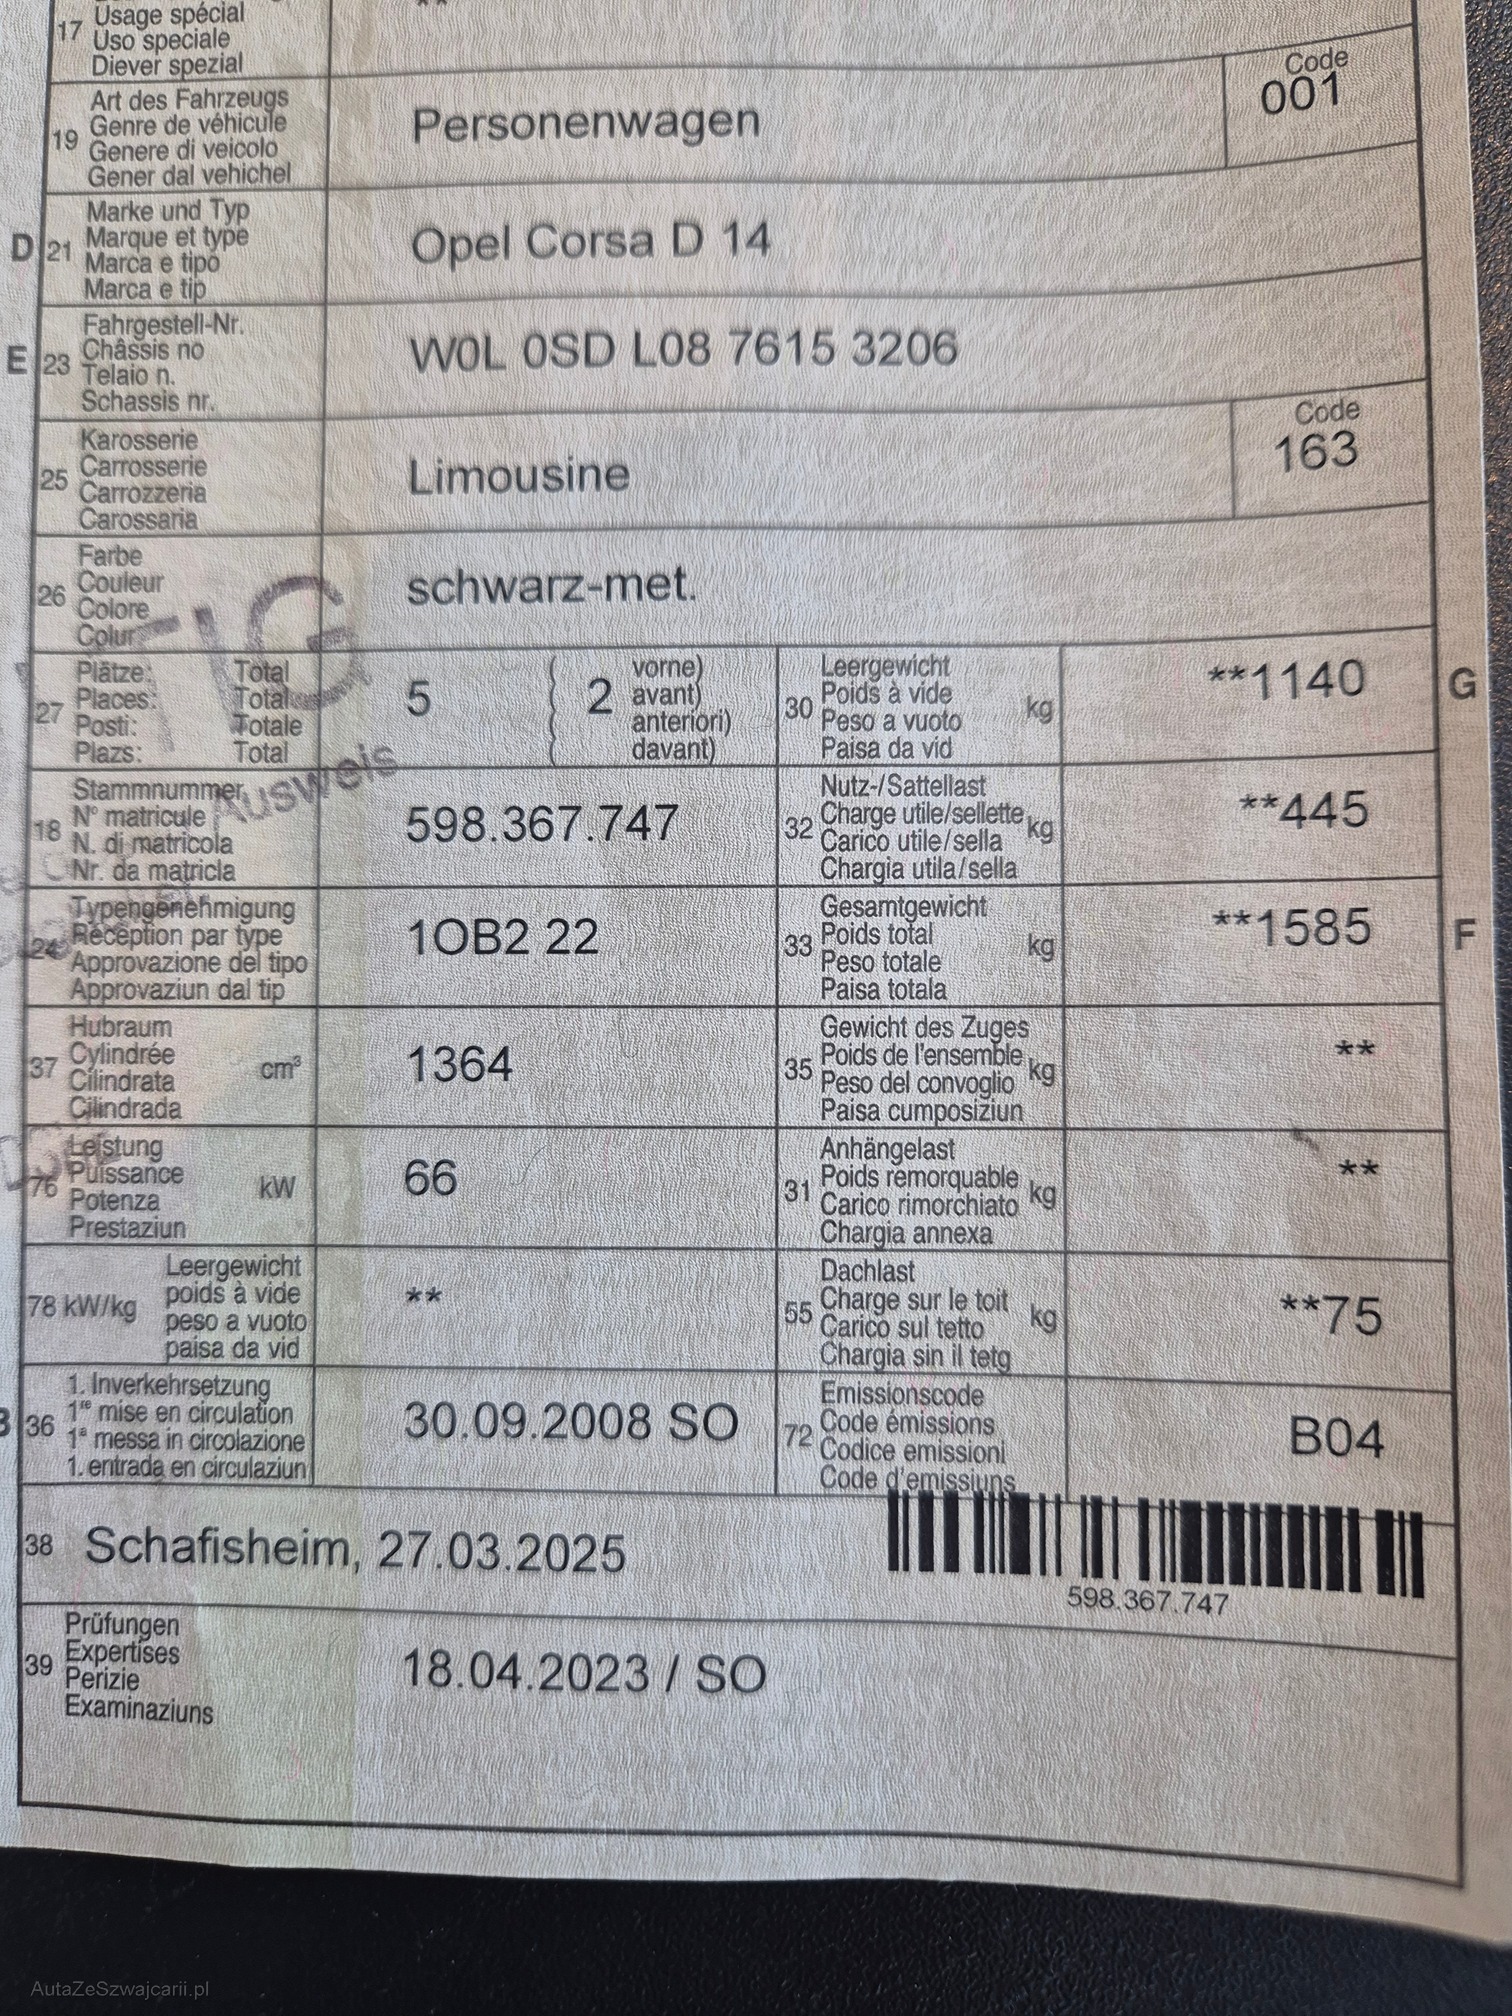 17 Usage spécial
Uso speciale
Diever spezial
**
19 Art des Fahrzeugs
Genre de véhicule
Genere di veicolo
Gener dal vehichel
Personenwagen
Code
001
D 21 Marke und Typ
Marque et type
Marca e tipo
Marca e tip
Opel Corsa D 14
E 23 Fahrgestell-Nr.
Châssis no
Telaio n.
Schassis nr.
W0L 0SD L08 7615 3206
25 Karosserie
Carrosserie
Carrozzeria
Carossaria
Limousine
Code
163
26 Farbe
Couleur
Colore
Colur
schwarz-met.
27 Plätze: Total
Places: Total
Posti: Totale
Plazs: Total
5 ( 2 vorne)
avant)
anteriori)
davant)
30 Leergewicht
Poids à vide
Peso a vuoto
Paisa da vid
kg
**1140 G
Ausweis
18 Stammnummer
N° matricule
N. di matricola
Nr. da matricla
598.367.747
32 Nutz-/Sattellast
Charge utile/sellette
Carico utile/sella
Chargia utila/sella
kg
**445
24 Typengenehmigung
Réception par type
Approvazione del tipo
Approvaziun dal tip
1OB2 22
33 Gesamtgewicht
Poids total
Peso totale
Paisa totala
kg
**1585 F
37 Hubraum
Cylindrée
Cilindrata
Cilindrada
cm³
1364
35 Gewicht des Zuges
Poids de l'ensemble
Peso del convoglio
Paisa cumposiziun
kg
**
76 Leistung
Puissance
Potenza
Prestaziun
kW
66
31 Anhängelast
Poids remorquable
Carico rimorchiato
Chargia annexa
kg
**
78 kW/kg Leergewicht
poids à vide
peso a vuoto
paisa da vid
**
55 Dachlast
Charge sur le toit
Carico sul tetto
Chargia sin il tetg
kg
**75
B 36 1. Inverkehrsetzung
1re mise en circulation
1a messa in circolazione
1. entrada en circulaziun
30.09.2008 SO
72 Emissionscode
Code émissions
Codice emissioni
Code d'emissiuns
B04
38 Schafisheim, 27.03.2025
598.367.747
39 Prüfungen
Expertises
Perizie
Examinaziuns
18.04.2023 / SO
AutaZeSzwajcarii.pl